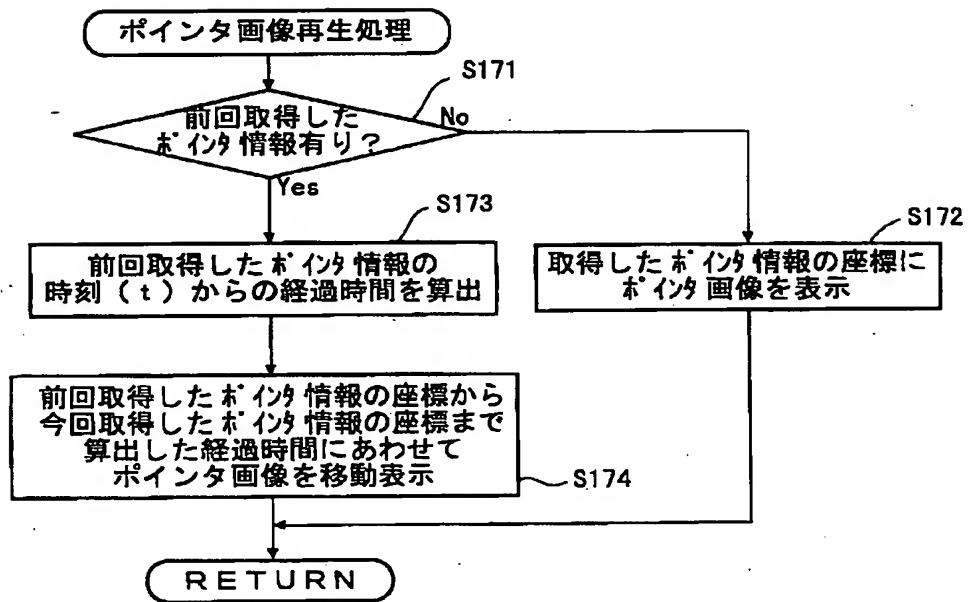 ポインタ画像再生処理
S171
前回取得した
ポインタ情報有り？
No
Yes
S173
前回取得したポインタ情報の
時刻（ｔ）からの経過時間を算出
S172
取得したポインタ情報の座標に
ポインタ画像を表示
前回取得したポインタ情報の座標から
今回取得したポインタ情報の座標まで
算出した経過時間にあわせて
ポインタ画像を移動表示
S174
RETURN